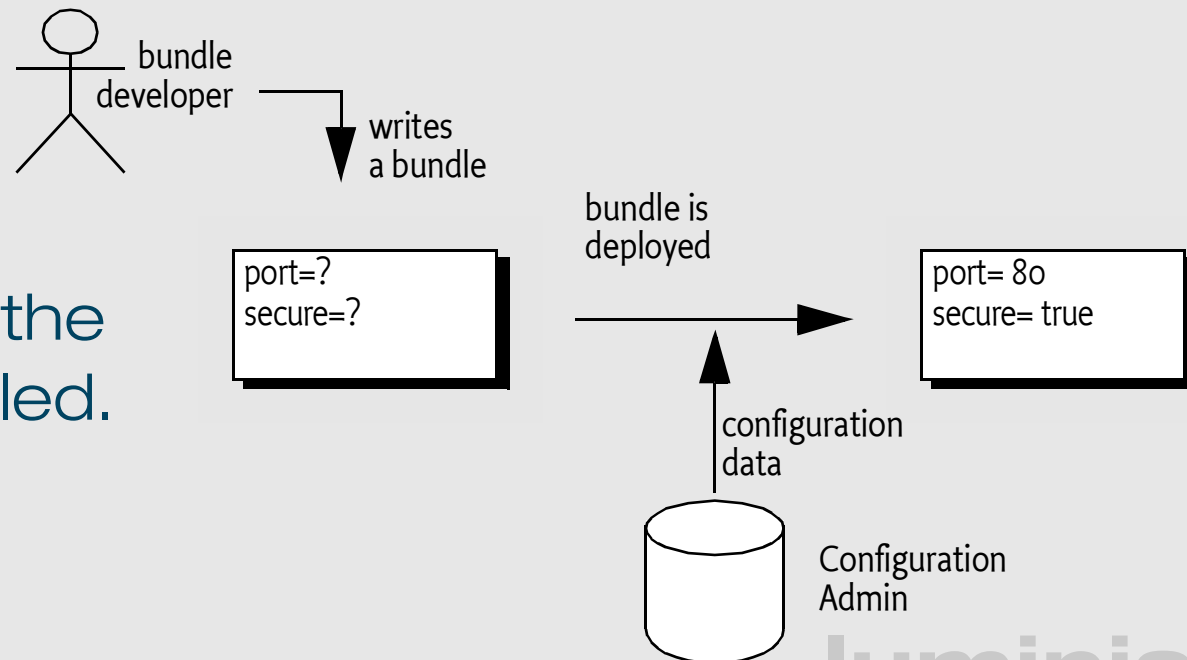 bundle
developer
writes
a bundle
bundle is
deployed
port=?
secure=?
port= 80
secure= true
the
led.
configuration
data
Configuration
Admin
luminis